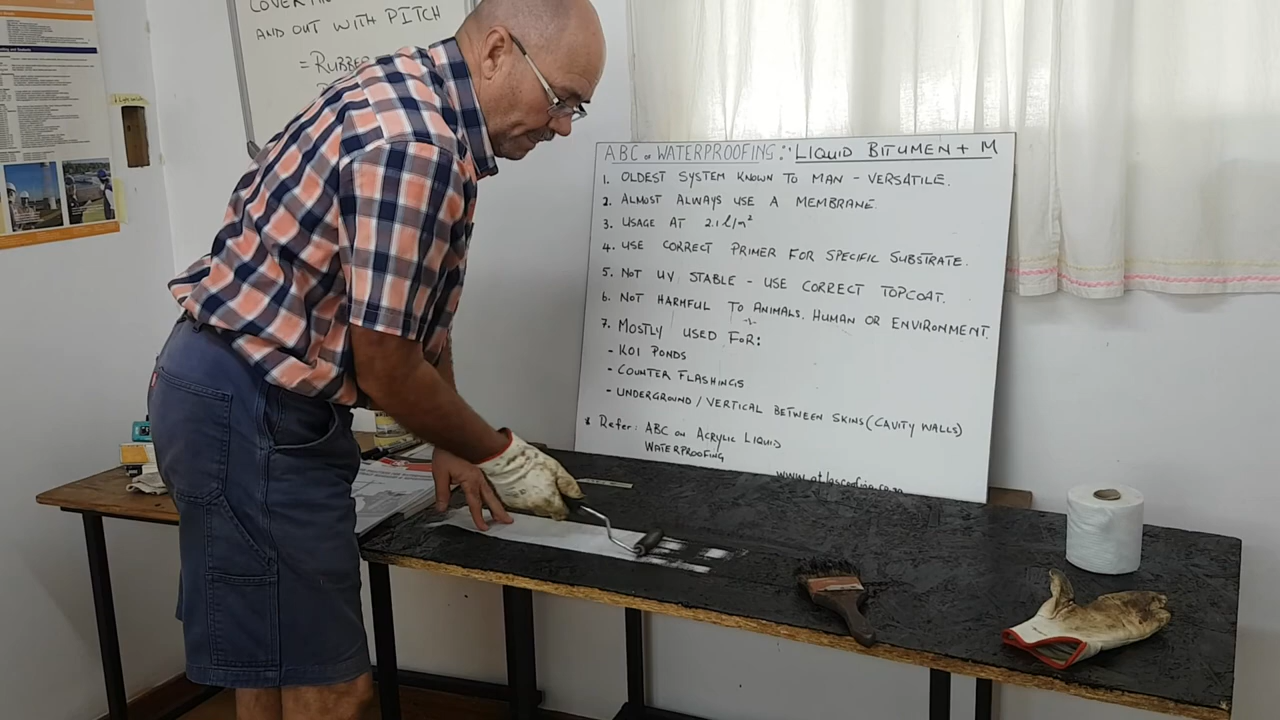 AND OUT WITH PITCH
ABC OF WATERPROOFING: LIQUID BITUMEN + M
1. OLDEST SYSTEM KNOWN TO MAN - VERSATILE.
2. ALMOST ALWAYS USE A MEMBRANE.
3. USAGE AT 2.1 l/m²
4. USE CORRECT PRIMER FOR SPECIFIC SUBSTRATE.
5. NOT UV STABLE - USE CORRECT TOPCOAT.
6. NOT HARMFUL TO ANIMALS, HUMAN OR ENVIRONMENT.
7. MOSTLY USED FOR:
- KOI PONDS
- COUNTER FLASHINGS
- UNDERGROUND / VERTICAL BETWEEN SKINS (CAVITY WALLS)
* Refer: ABC on ACRYLIC LIQUID
WATERPROOFING